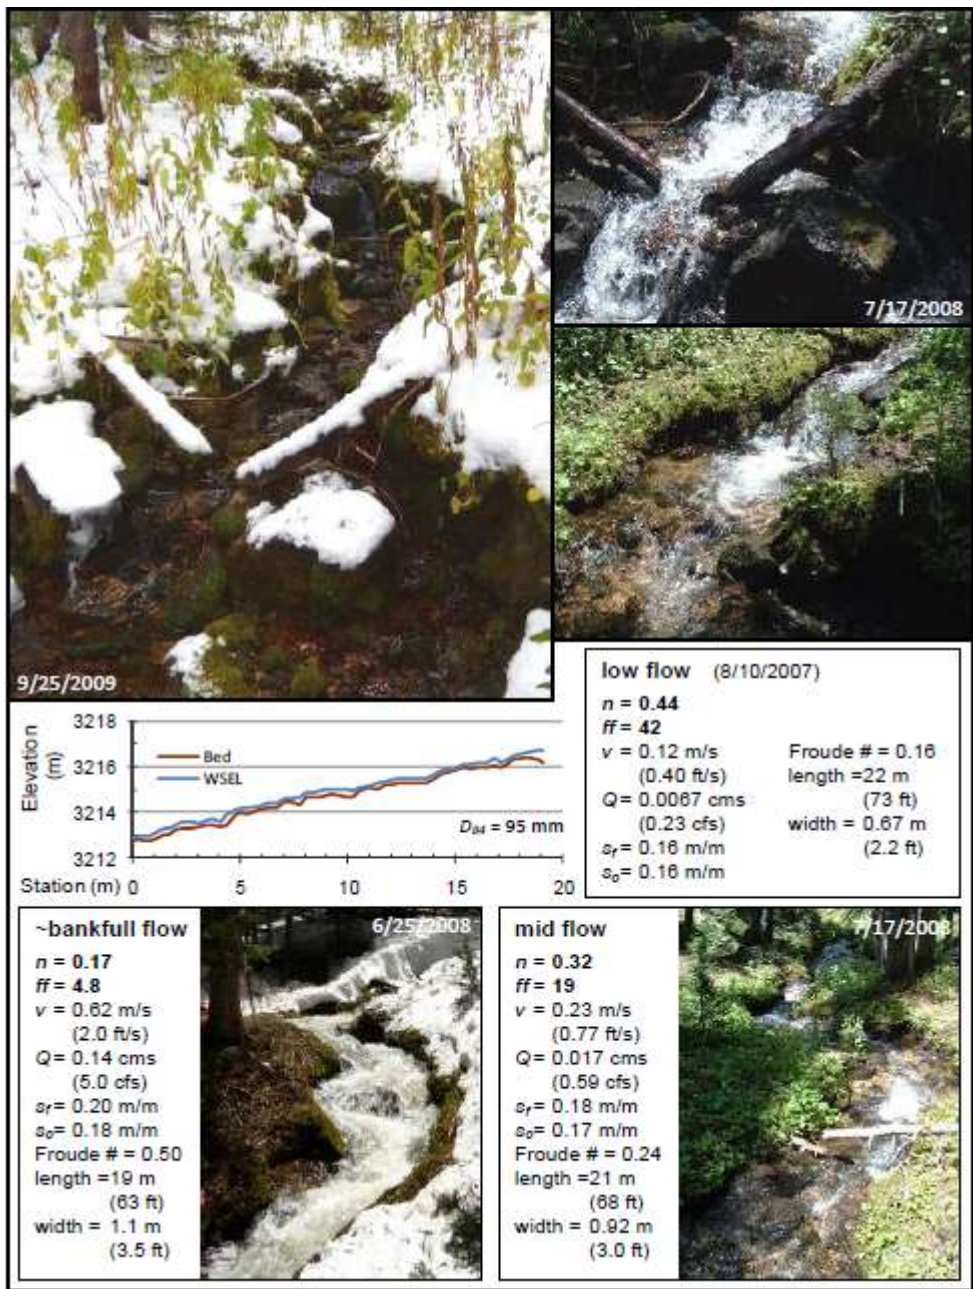 9/25/2009
7/17/2008
low flow (8/10/2007)
n = 0.44
ff = 42
v = 0.12 m/s
(0.40 ft/s)
Q = 0.0067 cms
(0.23 cfs)
sf = 0.16 m/m
so= 0.16 m/m
Froude # = 0.16
length =22 m
(73 ft)
width = 0.67 m
(2.2 ft)
Elevation
(m)
3218
3216
3214
3212
Bed
WSEL
D84 = 95 mm
Station (m) 0 5 10 15 20
~bankfull flow
n = 0.17
ff = 4.8
v = 0.62 m/s
(2.0 ft/s)
Q = 0.14 cms
(5.0 cfs)
sf = 0.20 m/m
so= 0.18 m/m
Froude # = 0.50
length =19 m
(63 ft)
width = 1.1 m
(3.5 ft)
6/25/2008
mid flow
n = 0.32
ff = 19
v = 0.23 m/s
(0.77 ft/s)
Q = 0.017 cms
(0.59 cfs)
sf = 0.18 m/m
so= 0.17 m/m
Froude # = 0.24
length =21 m
(68 ft)
width = 0.92 m
(3.0 ft)
7/17/2008